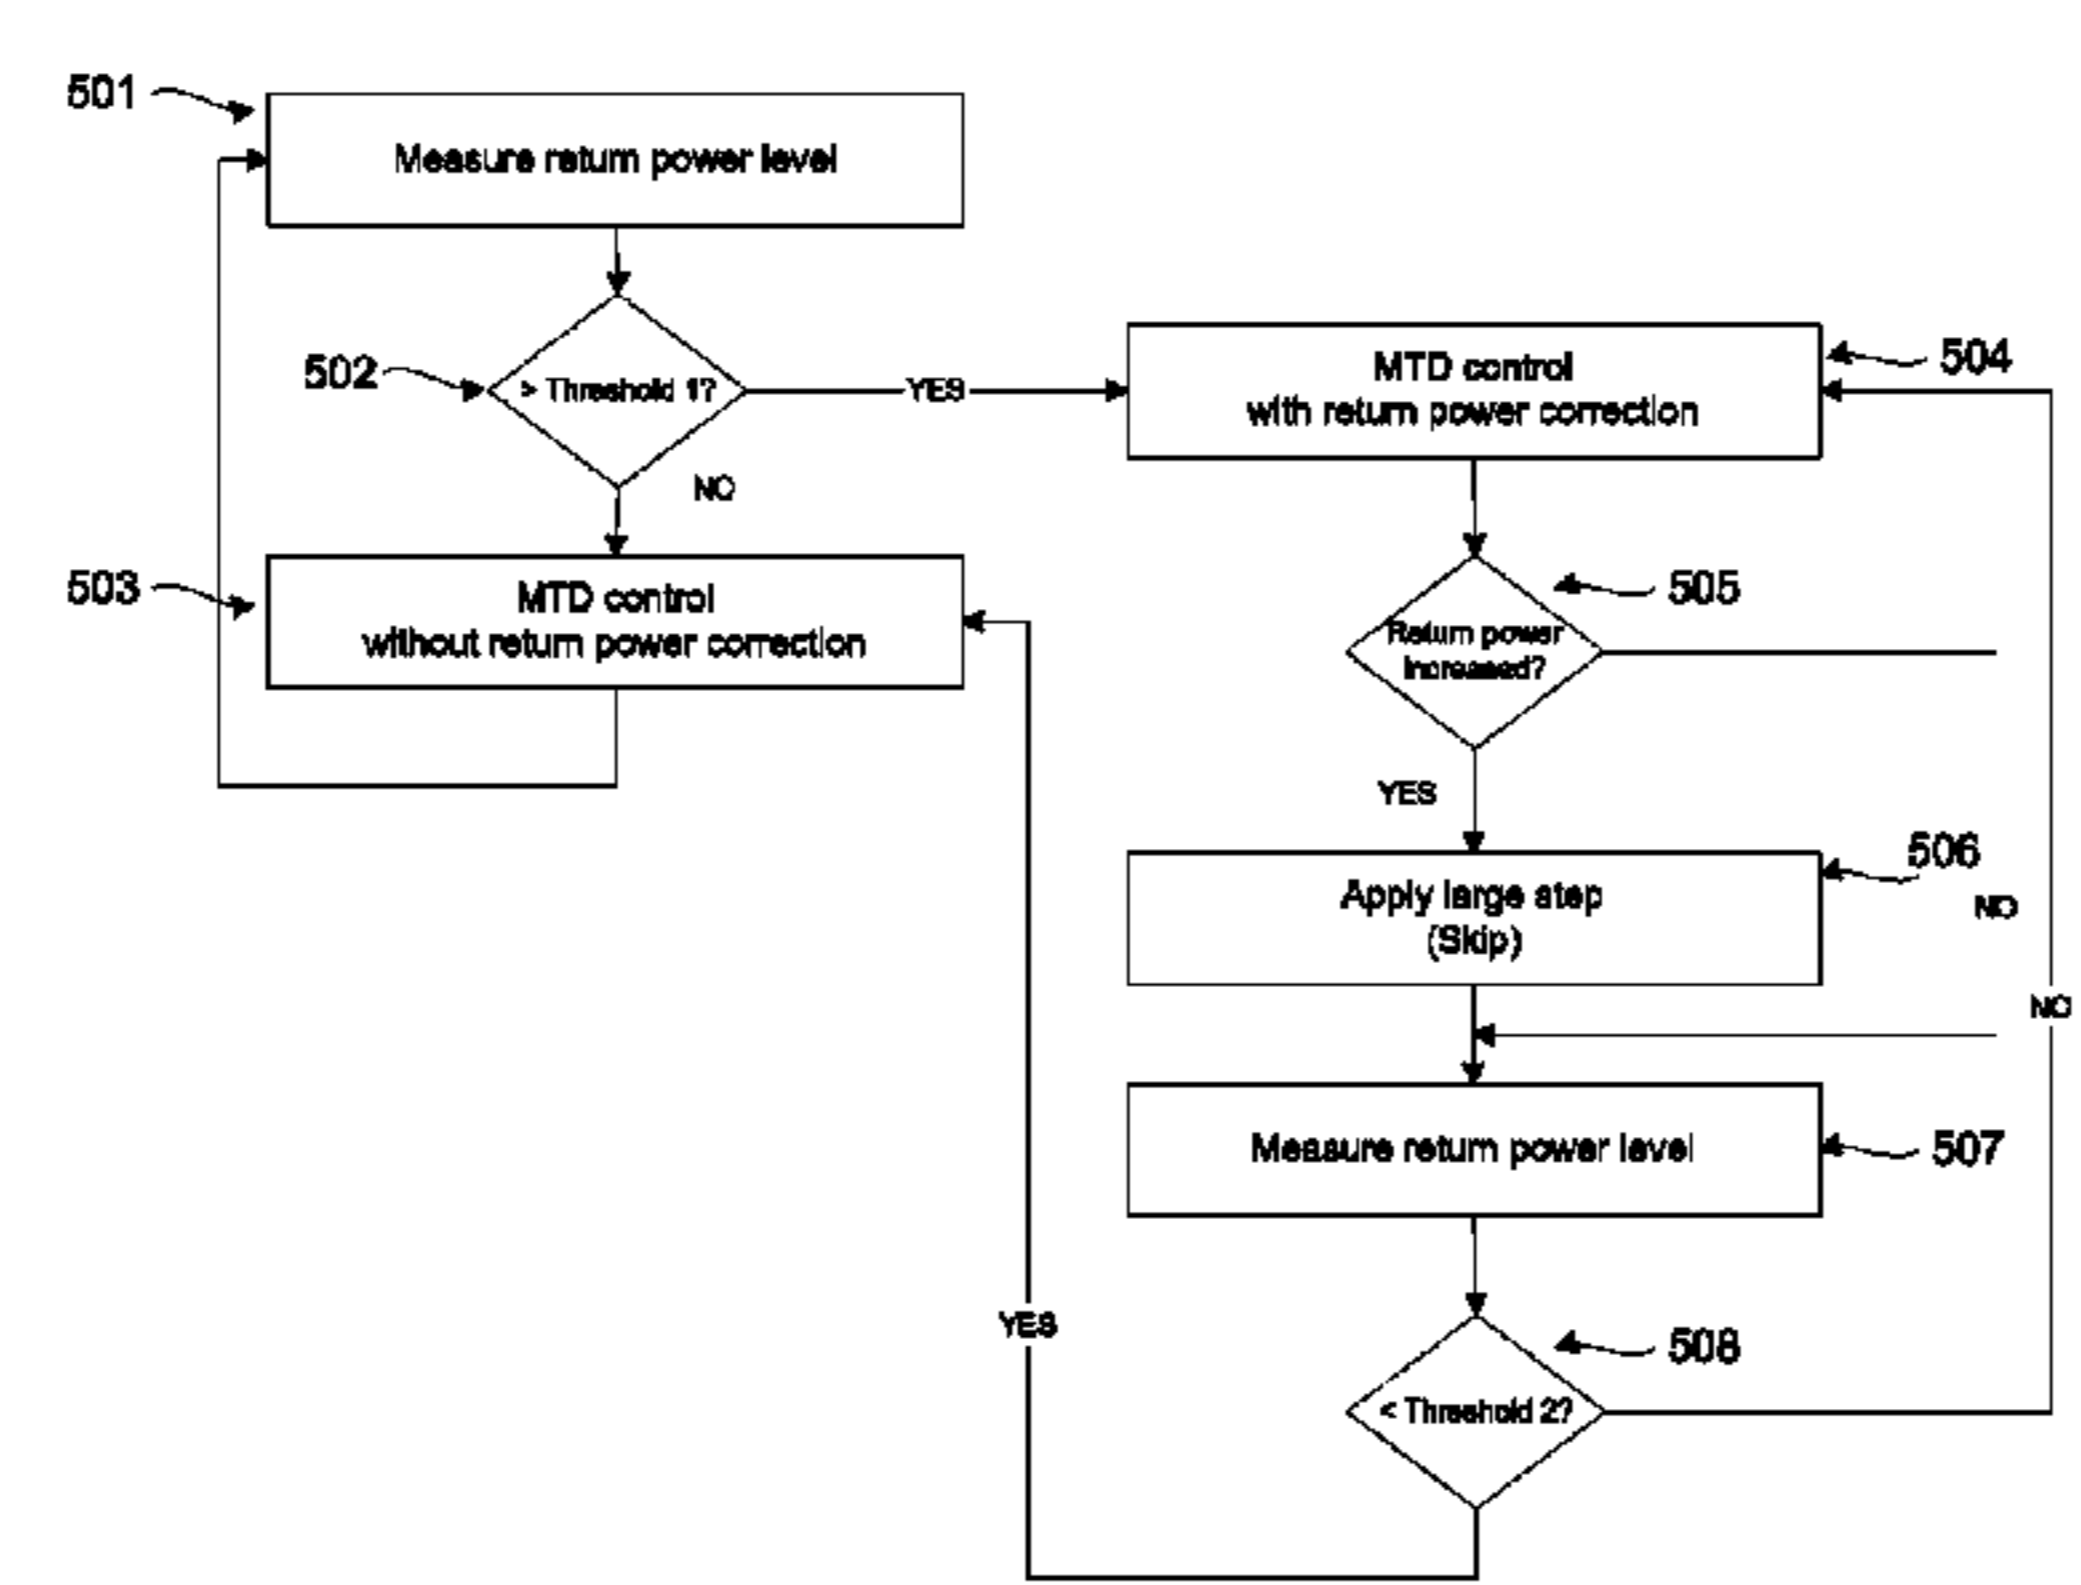 501
Measure return power level
502
> Threshold 1?
YES
NO
503
MTD control
without return power correction
504
MTD control
with return power correction
505
Return power
increased?
YES
506
Apply large step
(Skip)
NO
NO
507
Measure return power level
508
< Threshold 2?
YES